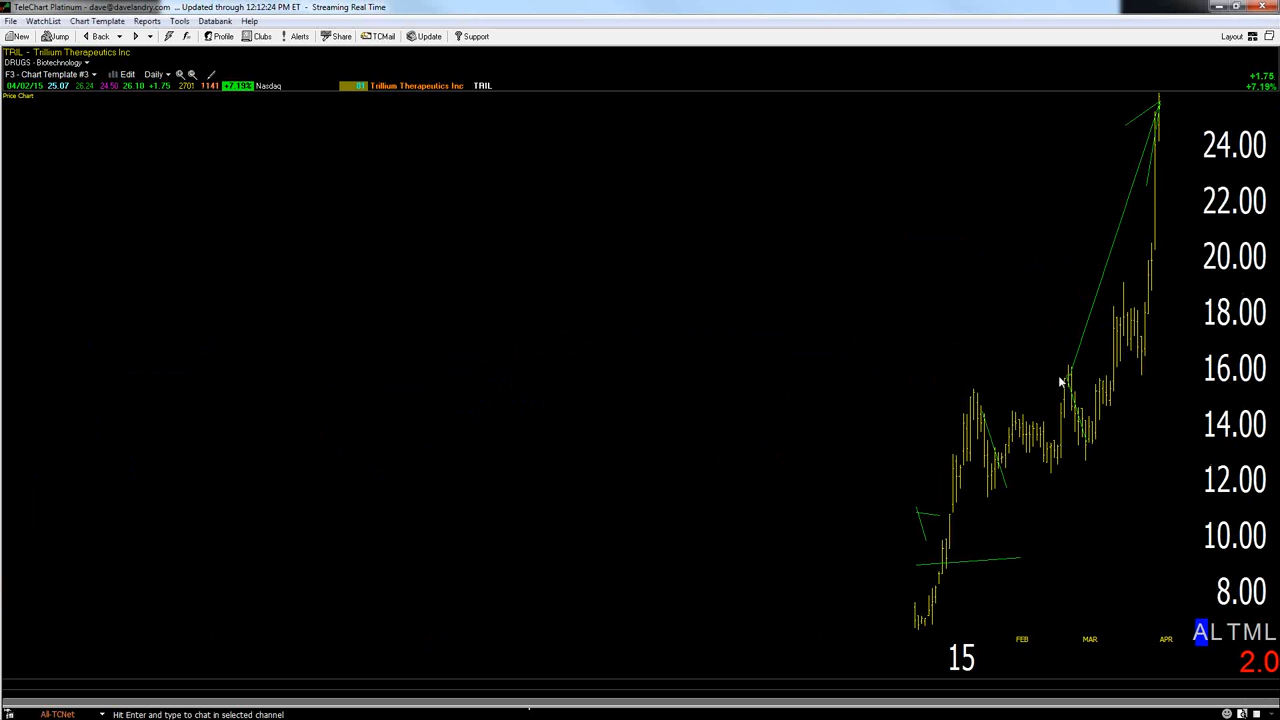 TeleChart Platinum - dave@davelandry.com ... Updated through 12:12:24 PM ET - Streaming Real Time
File WatchList Chart Template Reports Tools Databank Help
New Jump Back Profile Clubs Alerts Share TCMail Update Support Layout
TRIL - Trillium Therapeutics Inc
DRUGS - Biotechnology
F3 - Chart Template #3 Edit Daily +1.75
04/02/15 25.07 26.24 24.50 26.10 +1.75 2701 1141 +7.19% Nasdaq 81 Trillium Therapeutics Inc TRIL +7.19%
Price Chart
24.00
22.00
20.00
18.00
16.00
14.00
12.00
10.00
8.00
ALTML
FEB MAR APR
15 2.0
All-TCNet Hit Enter and type to chat in selected channel